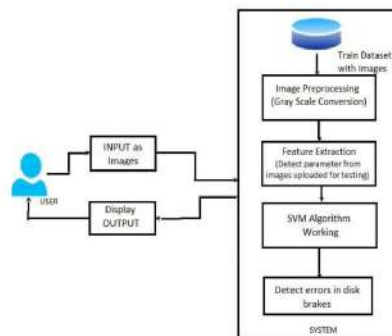 Train Dataset
with Images
Image Preprocessing
(Gray Scale Conversion)
INPUT as
Images
Feature Extraction
(Detect parameter from
images uploaded for testing)
USER
Display
OUTPUT
SVM Algorithm
Working
Detect errors in disk
brakes
SYSTEM